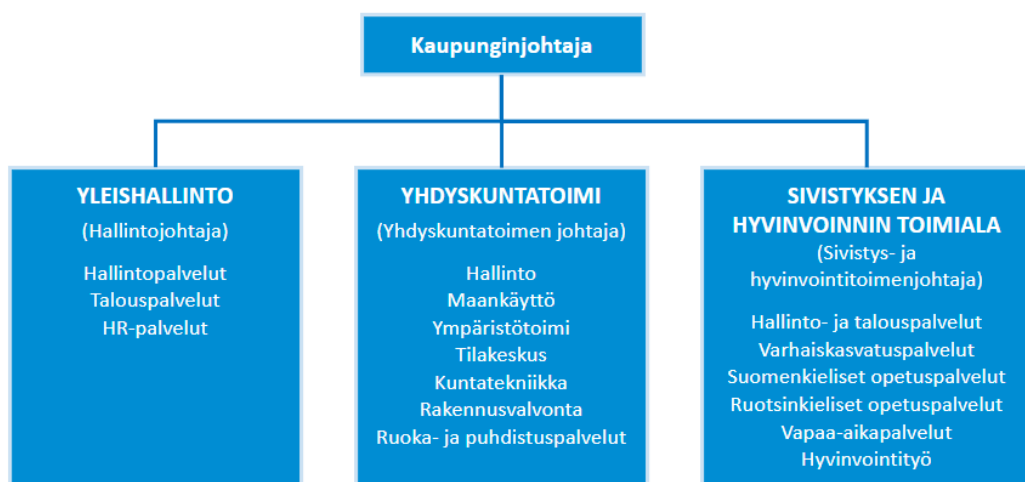 Kaupunginjohtaja
YLEISHALLINTO
(Hallintojohtaja)
Hallintopalvelut
Talouspalvelut
HR-palvelut
YHDYSKUNTATOIMI
(Yhdyskuntatoimen johtaja)
Hallinto
Maankäyttö
Ympäristötoimi
Tilakeskus
Kuntatekniikka
Rakennusvalvonta
Ruoka- ja puhdistuspalvelut
SIVISTYKSEN JA
HYVINVOINNIN TOIMIALA
(Sivistys- ja
hyvinvointitoimenjohtaja)
Hallinto- ja talouspalvelut
Varhaiskasvatuspalvelut
Suomenkieliset opetuspalvelut
Ruotsinkieliset opetuspalvelut
Vapaa-aikapalvelut
Hyvinvointityö